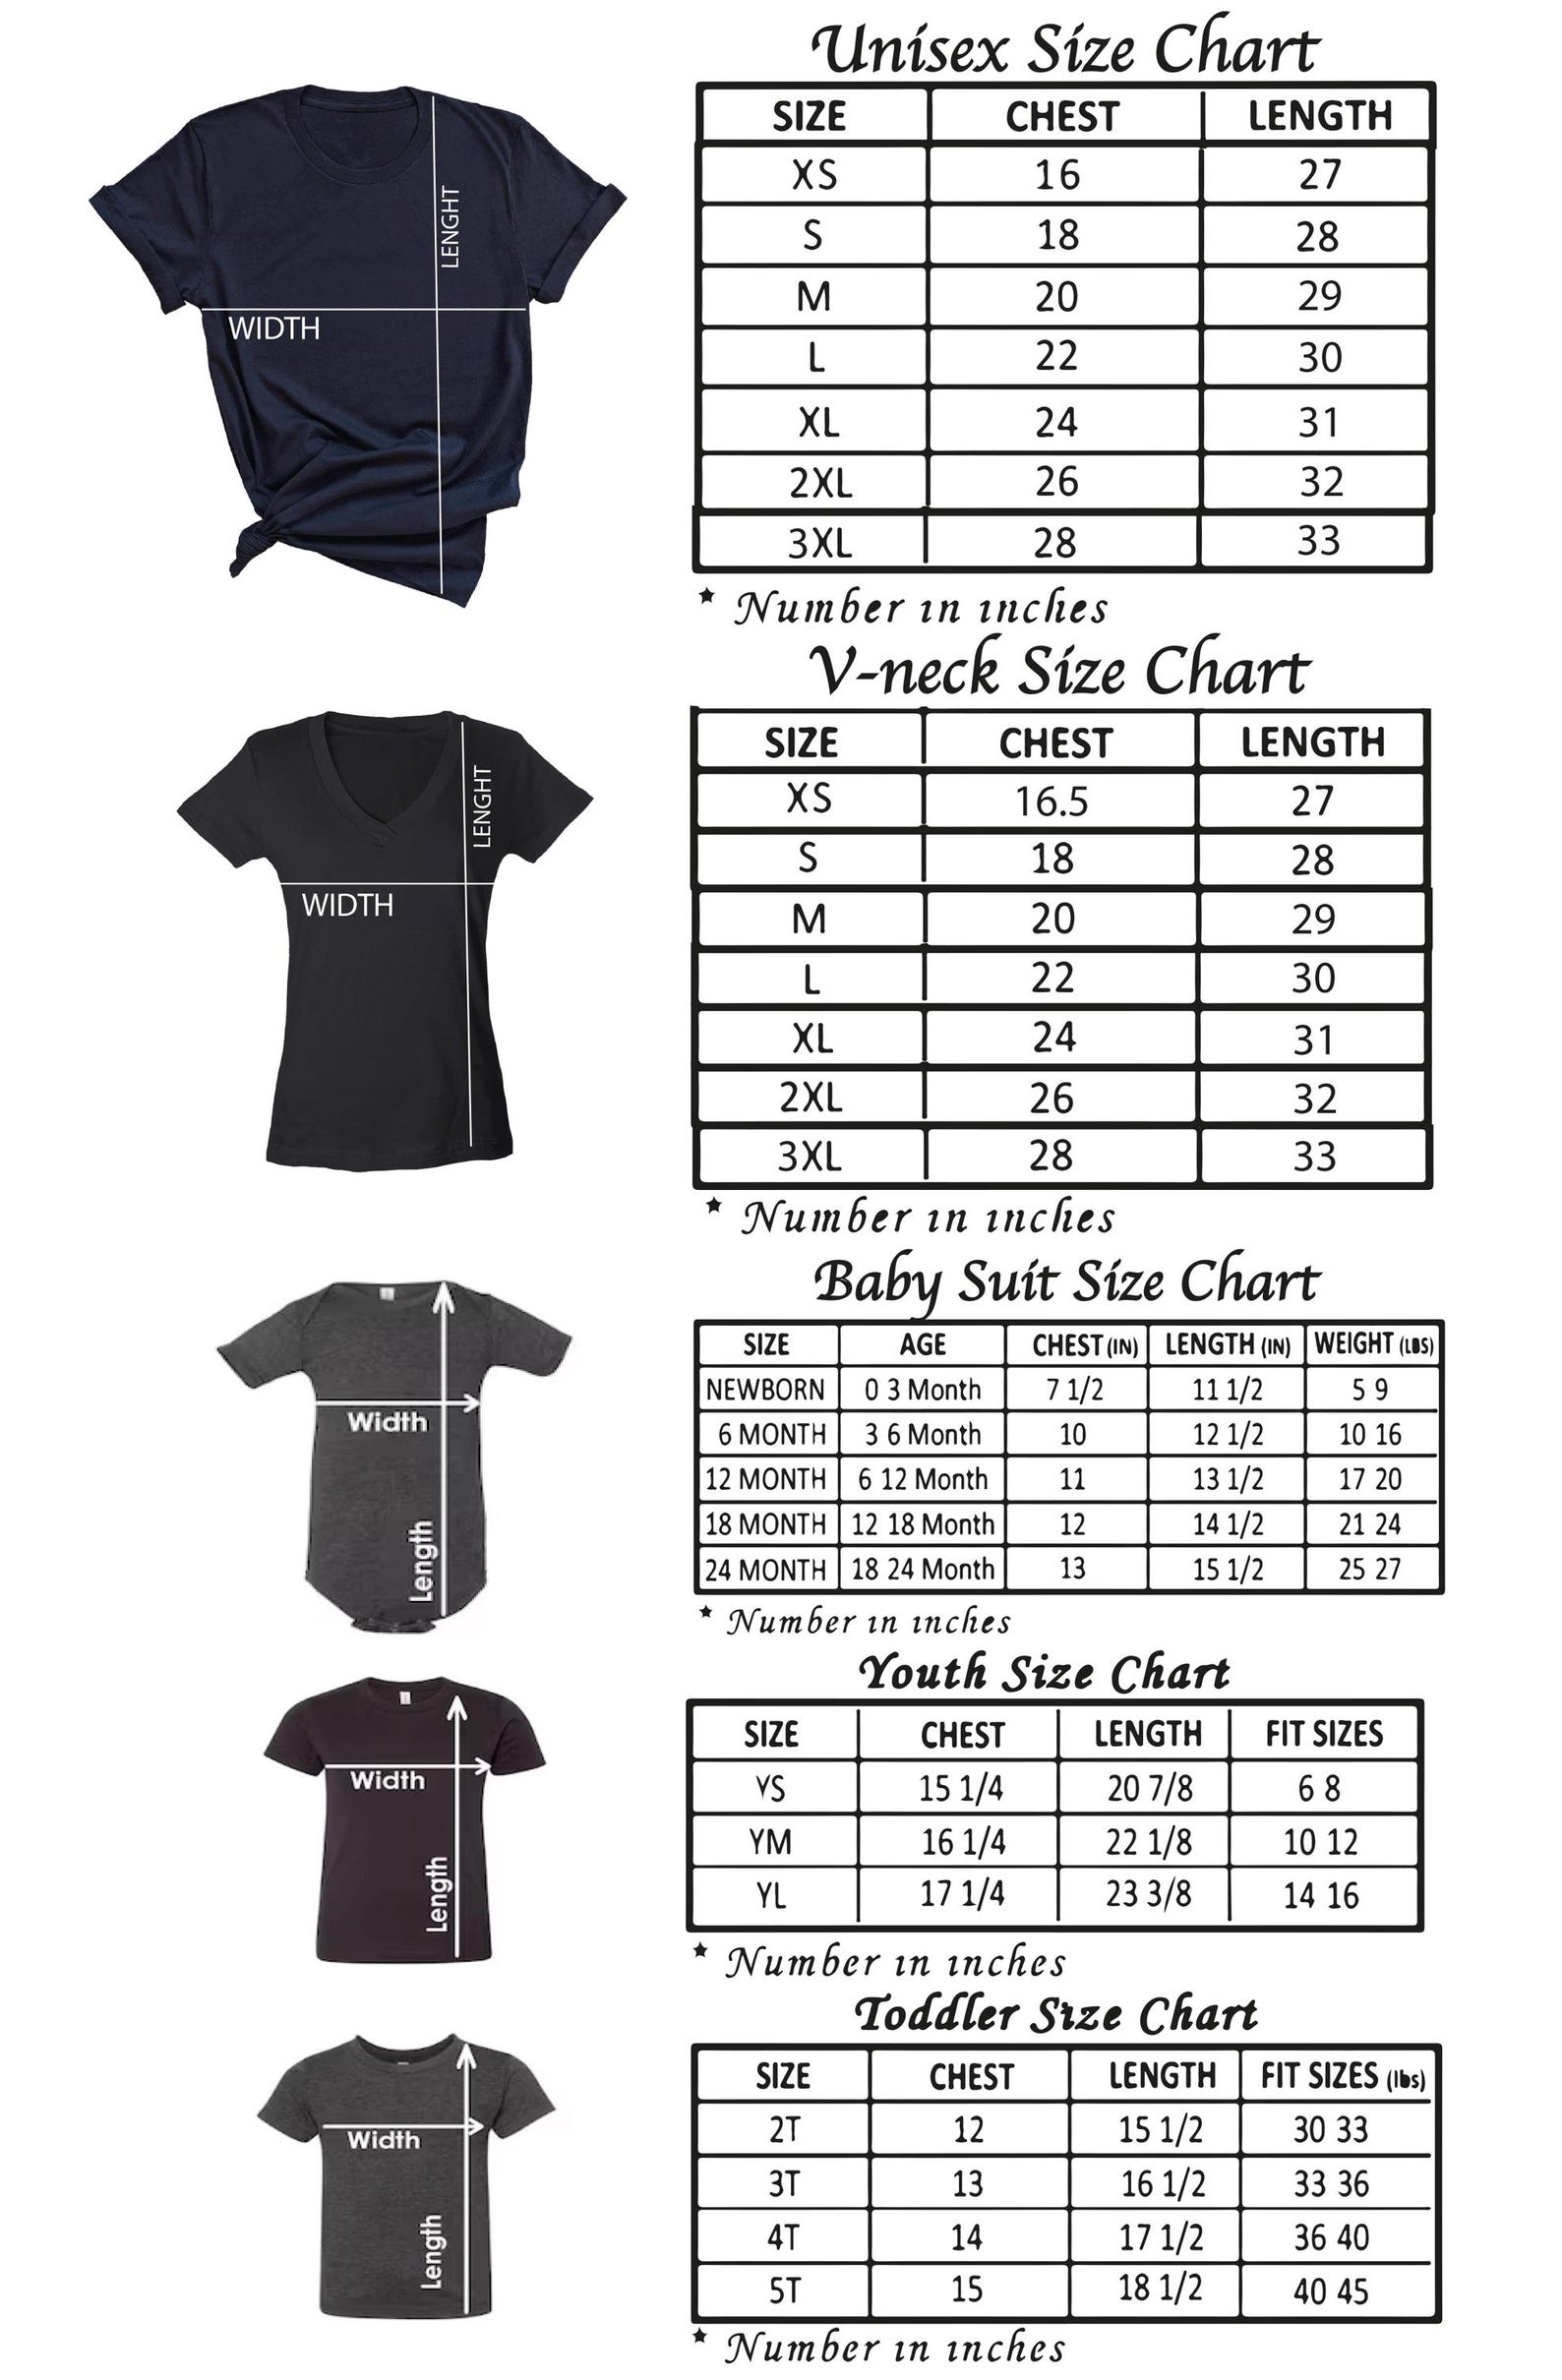 Unisex Size Chart
SIZE CHEST LENGTH
XS 16 27
S 18 28
M 20 29
L 22 30
XL 24 31
2XL 26 32
3XL 28 33
* Number in inches
LENGHT
WIDTH
V-neck Size Chart
SIZE CHEST LENGTH
XS 16.5 27
S 18 28
M 20 29
L 22 30
XL 24 31
2XL 26 32
3XL 28 33
* Number in inches
LENGHT
WIDTH
Baby Suit Size Chart
SIZE AGE CHEST (IN) LENGTH (IN) WEIGHT (LBS)
NEWBORN 0 3 Month 7 1/2 11 1/2 5 9
6 MONTH 3 6 Month 10 12 1/2 10 16
12 MONTH 6 12 Month 11 13 1/2 17 20
18 MONTH 12 18 Month 12 14 1/2 21 24
24 MONTH 18 24 Month 13 15 1/2 25 27
* Number in inches
Width
Length
Youth Size Chart
SIZE CHEST LENGTH FIT SIZES
YS 15 1/4 20 7/8 6 8
YM 16 1/4 22 1/8 10 12
YL 17 1/4 23 3/8 14 16
* Number in inches
Width
Length
Toddler Size Chart
SIZE CHEST LENGTH FIT SIZES (lbs)
2T 12 15 1/2 30 33
3T 13 16 1/2 33 36
4T 14 17 1/2 36 40
5T 15 18 1/2 40 45
* Number in inches
Width
Length